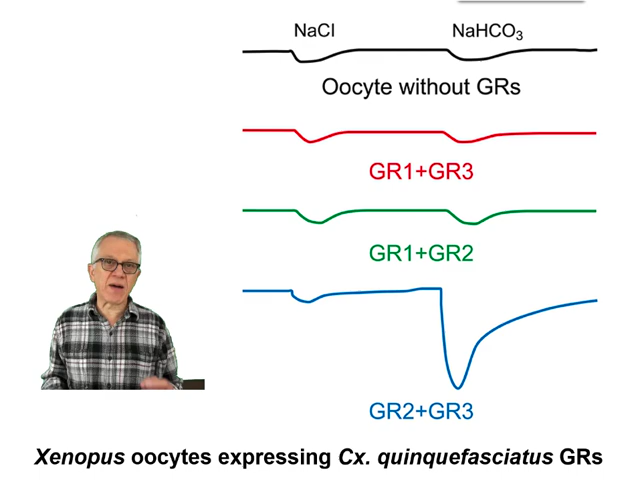 NaCl NaHCO₃
Oocyte without GRs
GR1+GR3
GR1+GR2
GR2+GR3
Xenopus oocytes expressing Cx. quinquefasciatus GRs